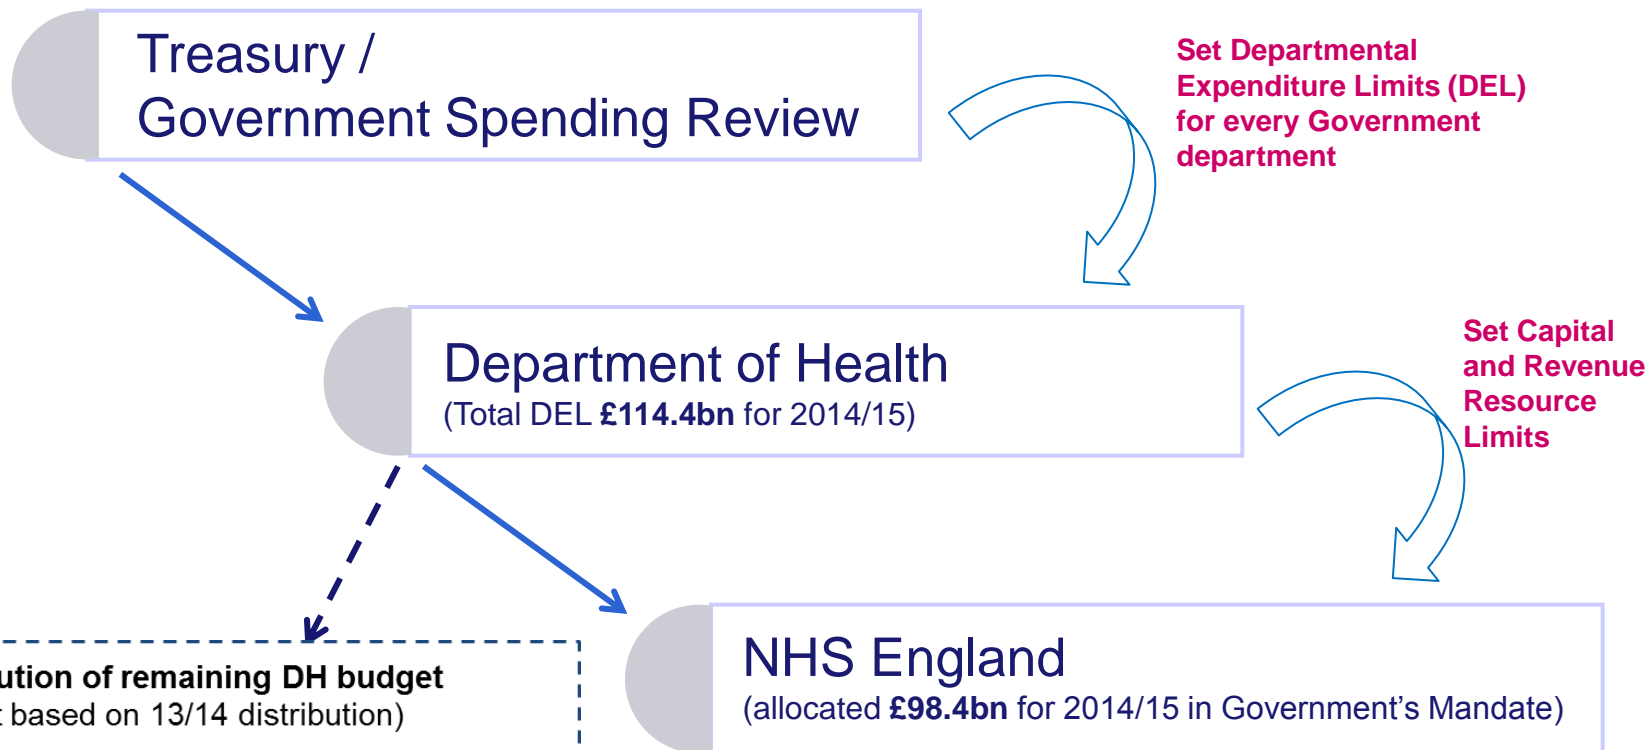 Treasury /
Government Spending Review
Set Departmental
Expenditure Limits (DEL)
for every Government
department
Department of Health
(Total DEL £114.4bn for 2014/15)
Set Capital
and Revenue
Resource
Limits
NHS England
(allocated £98.4bn for 2014/15 in Government’s Mandate)
of remaining DH budget
based on 13/14 distribution)